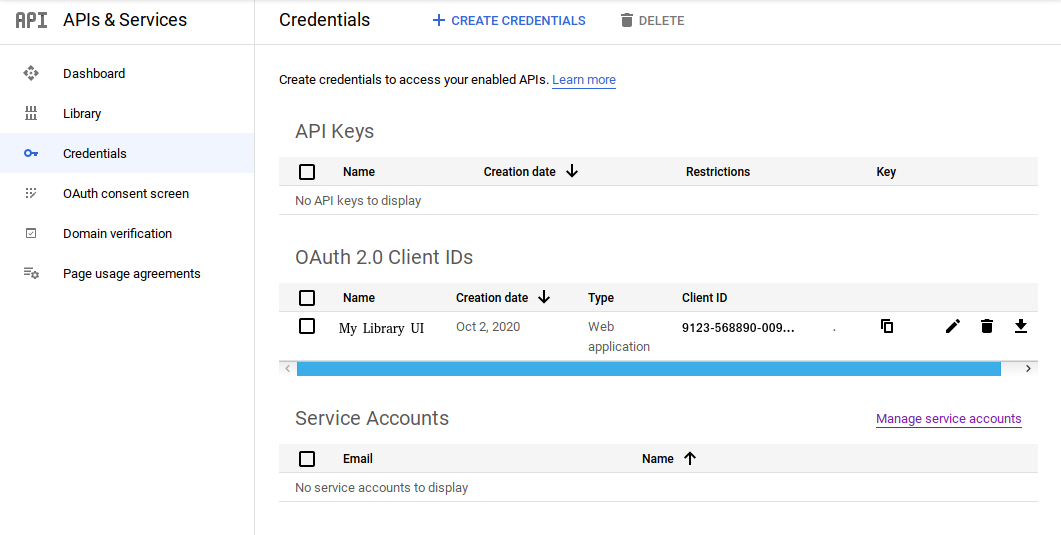 API APIs & Services
Credentials
CREATE CREDENTIALS
DELETE
Dashboard
Library
Credentials
OAuth consent screen
Domain verification
Page usage agreements
Create credentials to access your enabled APIs. Learn more
API Keys
Name Creation date Restrictions Key
No API keys to display
OAuth 2.0 Client IDs
Name Creation date Type Client ID
My Library UI Oct 2, 2020 Web 9123-568890-009...
application
Service Accounts Manage service accounts
Email Name
No service accounts to display